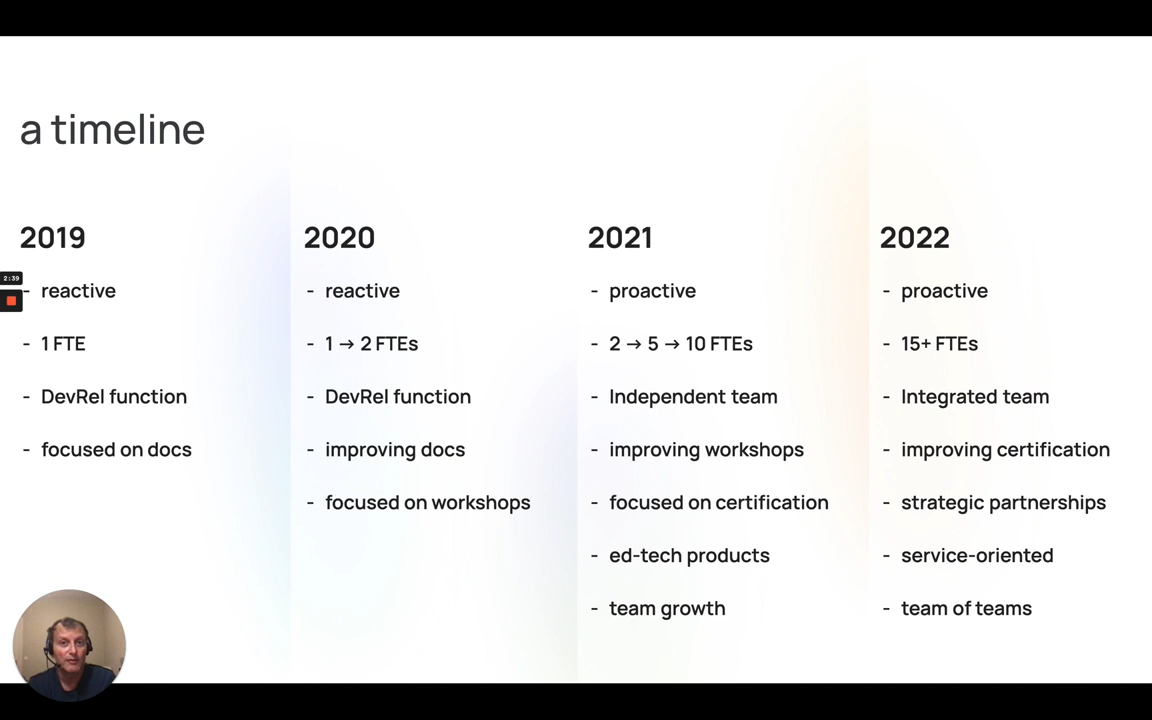 a timeline
2019
- reactive
- 1 FTE
- DevRel function
- focused on docs
2020
- reactive
- 1 → 2 FTEs
- DevRel function
- improving docs
- focused on workshops
2021
- proactive
- 2 → 5 → 10 FTEs
- Independent team
- improving workshops
- focused on certification
- ed-tech products
- team growth
2022
- proactive
- 15+ FTEs
- Integrated team
- improving certification
- strategic partnerships
- service-oriented
- team of teams
2:39